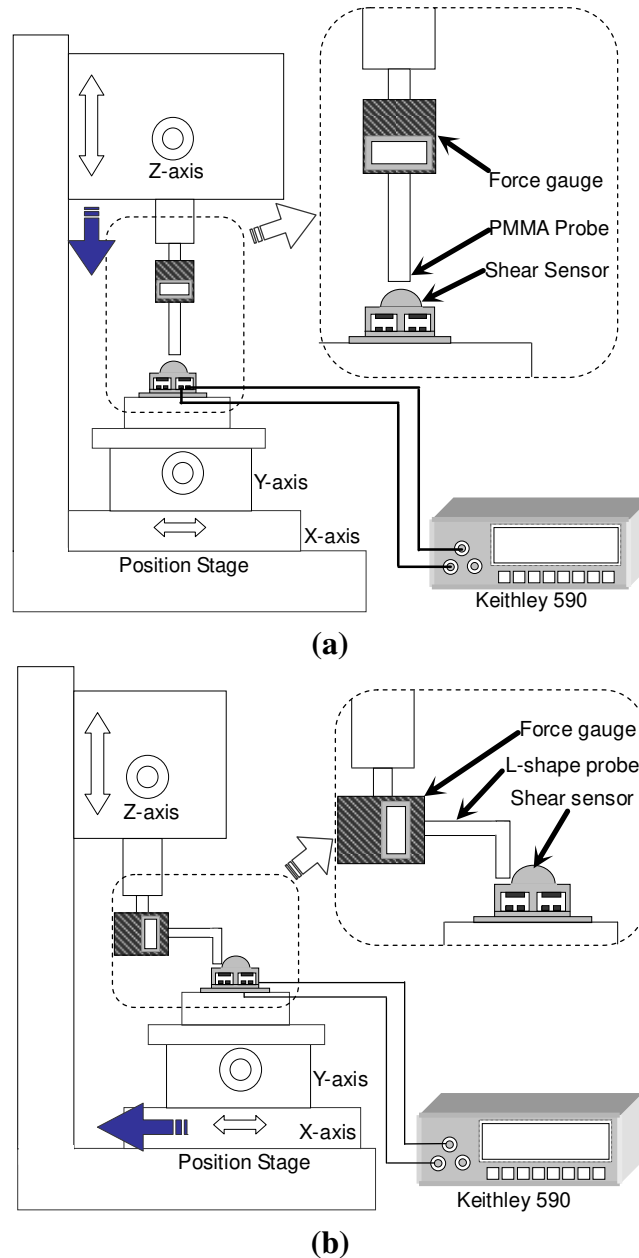 Z-axis
Force gauge
PMMA Probe
Shear Sensor
Y-axis
X-axis
Position Stage
Keithley 590
(a)
Force gauge
L-shape probe
Shear sensor
Z-axis
Y-axis
X-axis
Position Stage
Keithley 590
(b)